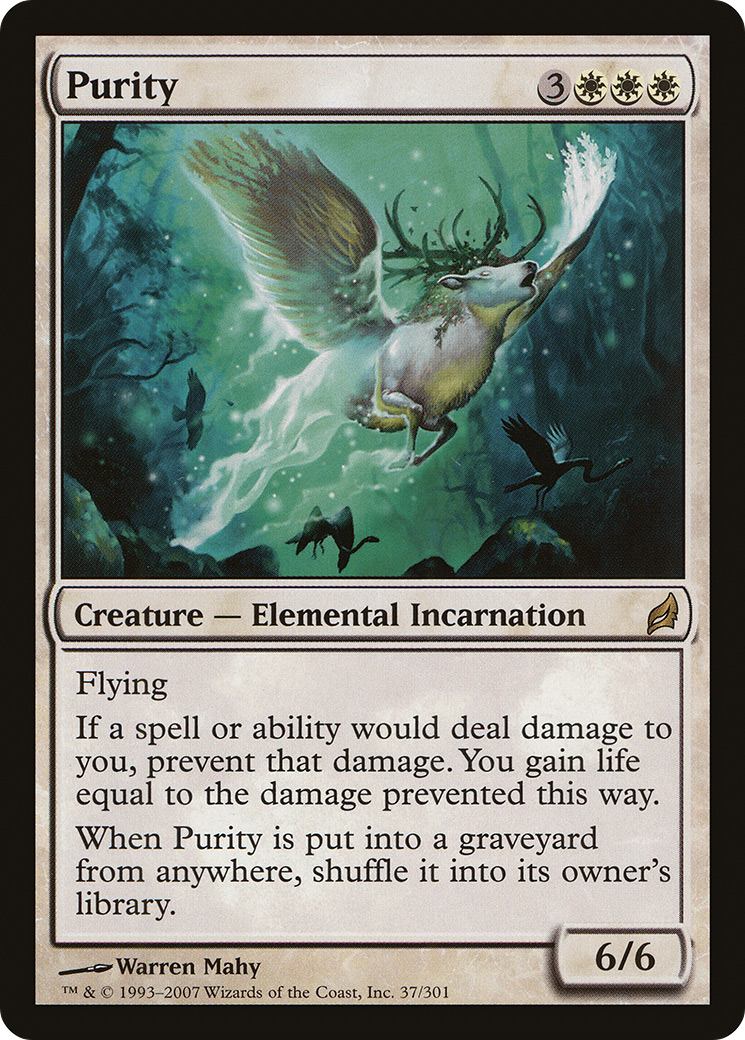 Purity 3
Creature — Elemental Incarnation
Flying
If a spell or ability would deal damage to
you, prevent that damage. You gain life
equal to the damage prevented this way.
When Purity is put into a graveyard
from anywhere, shuffle it into its owner's
library.
6/6
Warren Mahy
™ & © 1993–2007 Wizards of the Coast, Inc. 37/301